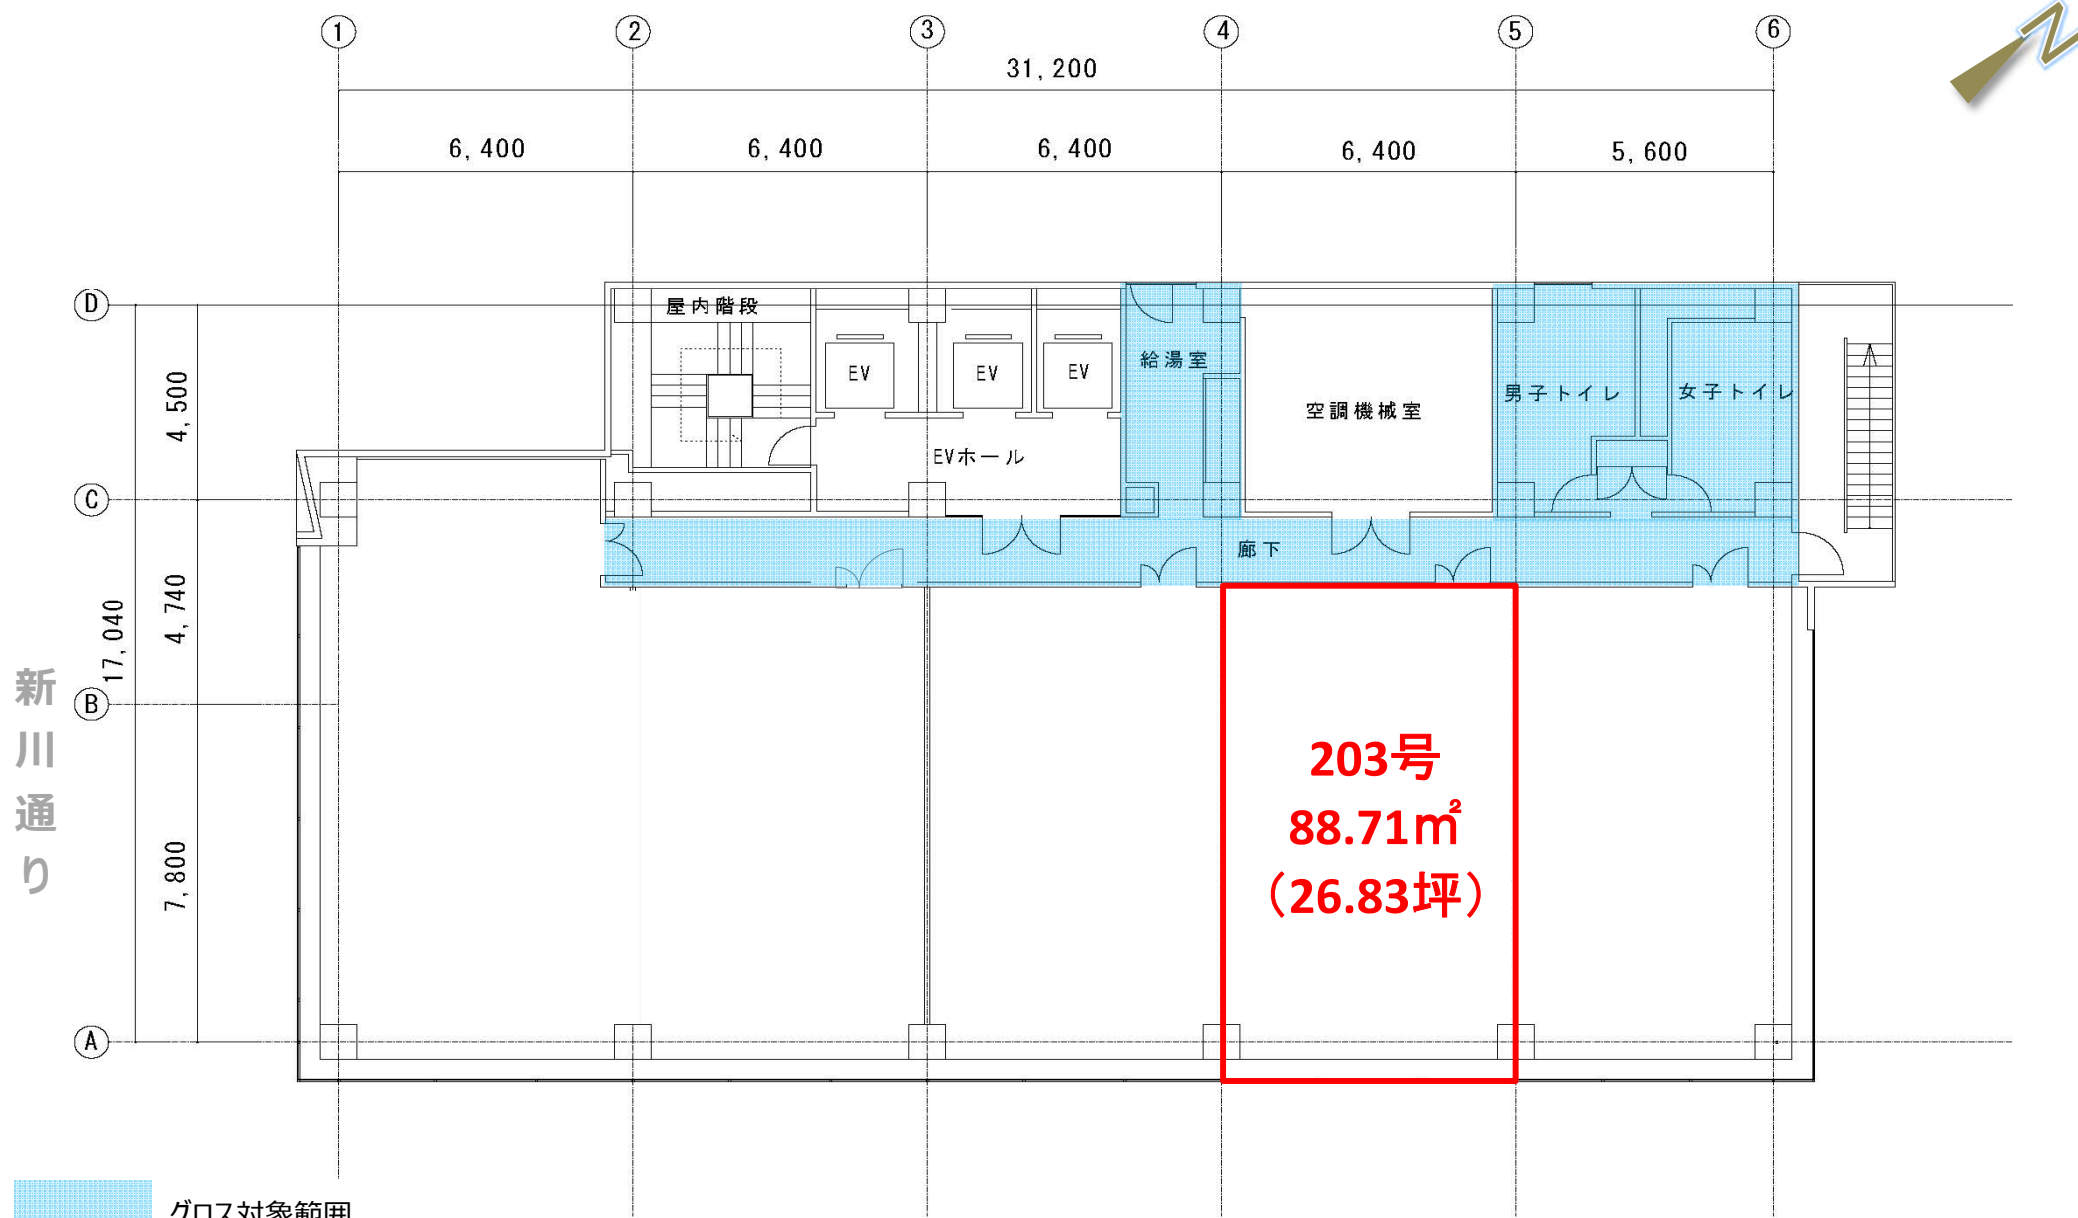 1
2
3
4
5
6
N
31,200
6,400
6,400
6,400
6,400
5,600
D
C
B
A
4,500
4,740
17,040
7,800
屋内階段
EV
EV
EV
EVホール
給湯室
空調機械室
男子トイレ
女子トイレ
廊下
新川通り
203号
88.71㎡
（26.83坪）
グロス対象範囲